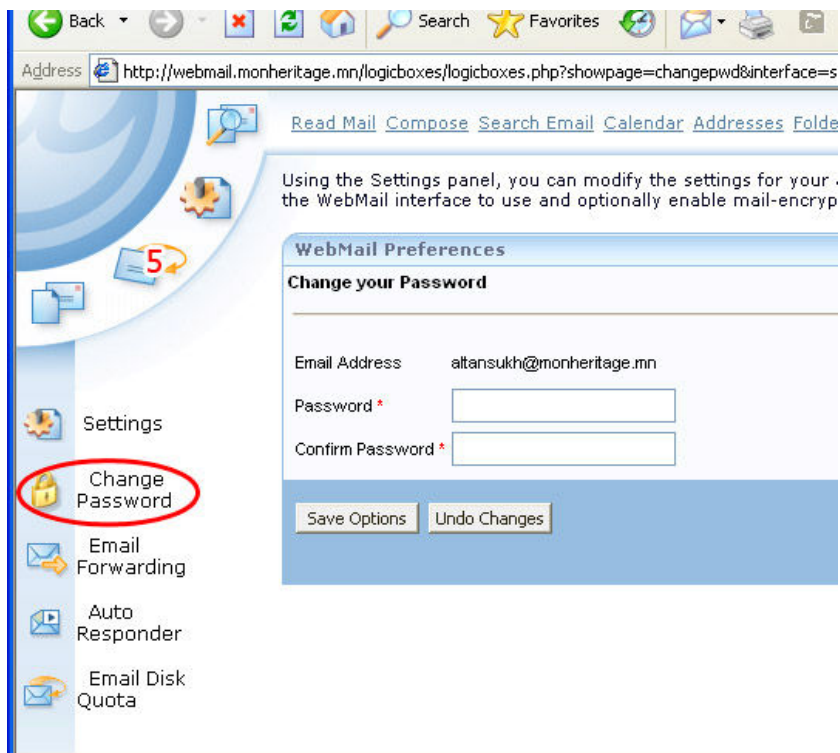 Back Search Favorites
Address http://webmail.monheritage.mn/logicboxes/logicboxes.php?showpage=changepwd&interface=s
Read Mail Compose Search Email Calendar Addresses Folde
Using the Settings panel, you can modify the settings for your
the WebMail interface to use and optionally enable mail-encryp
5
WebMail Preferences
Change your Password
Email Address altansukh@monheritage.mn
Password *
Confirm Password *
Save Options Undo Changes
Settings
Change
Password
Email
Forwarding
Auto
Responder
Email Disk
Quota